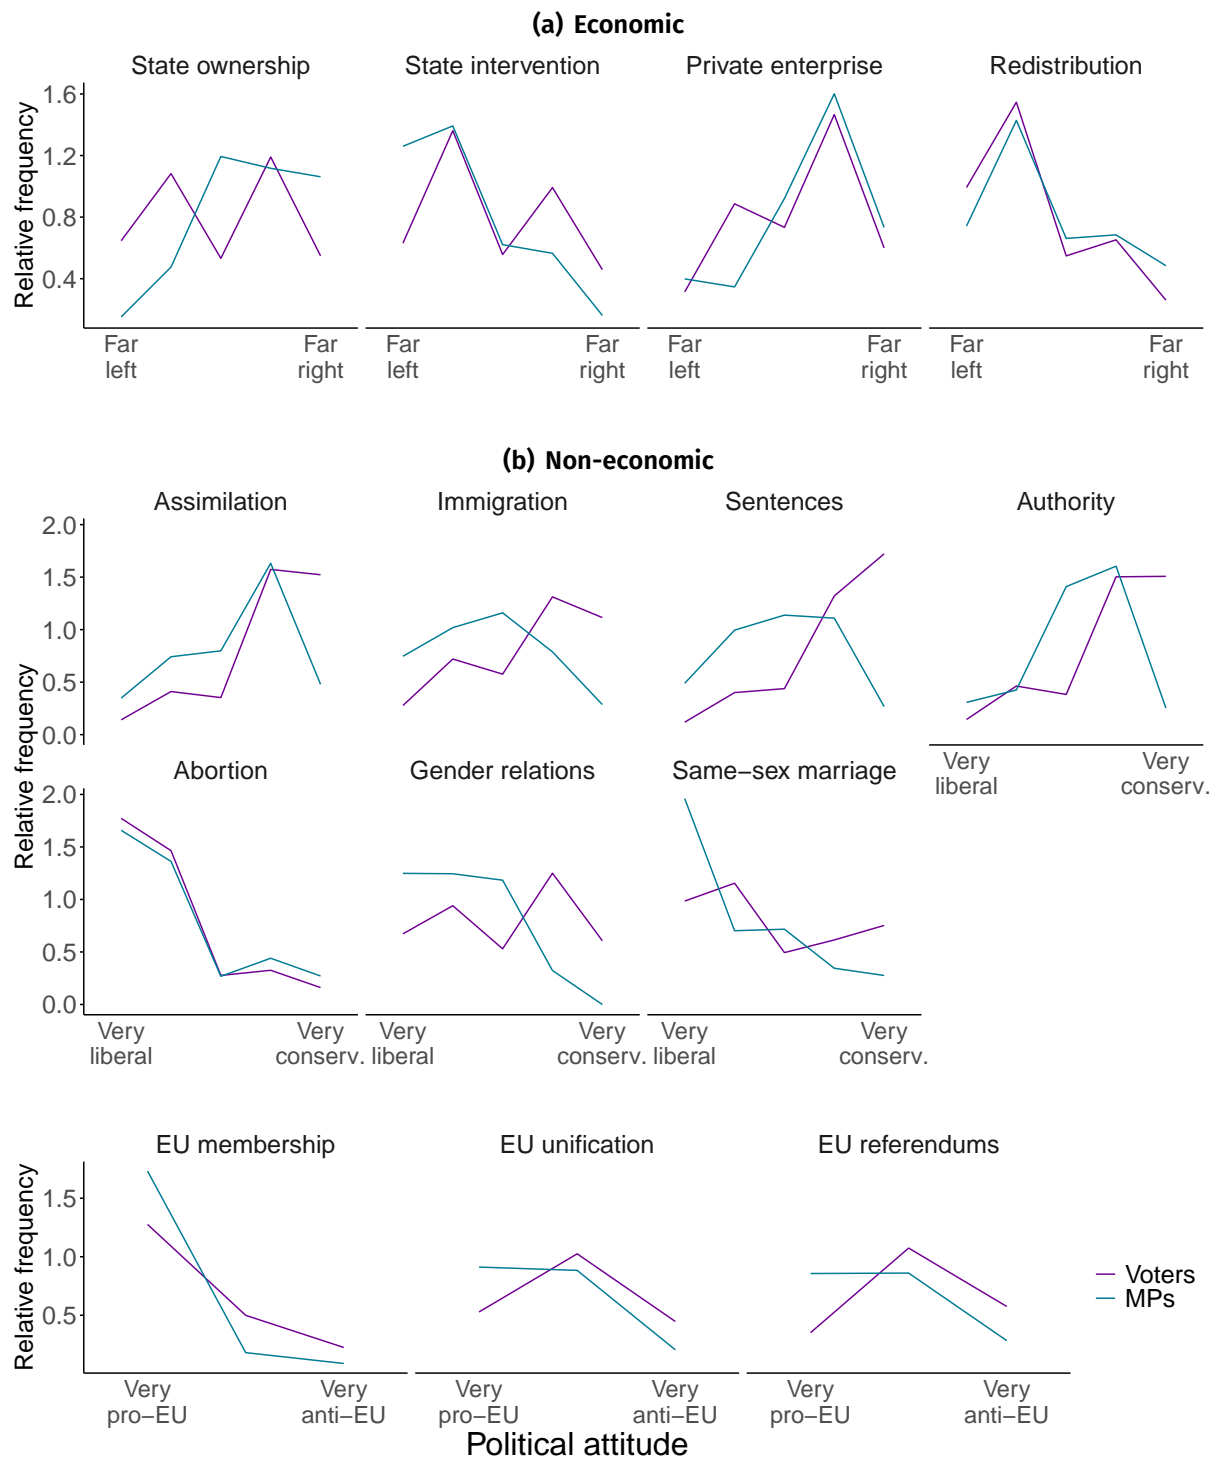 (a) Economic
State ownership State intervention Private enterprise Redistribution
Relative frequency
1.6
1.2
0.8
0.4
Far left Far right Far left Far right Far left Far right Far left Far right
(b) Non-economic
Assimilation Immigration Sentences Authority
Relative frequency
2.0
1.5
1.0
0.5
0.0
Very liberal Very conserv.
Abortion Gender relations Same-sex marriage
Relative frequency
2.0
1.5
1.0
0.5
0.0
Very liberal Very conserv. Very liberal Very conserv. Very liberal Very conserv.
EU membership EU unification EU referendums
Relative frequency
1.5
1.0
0.5
Voters
MPs
Very pro-EU Very anti-EU Very pro-EU Very anti-EU Very pro-EU Very anti-EU
Political attitude